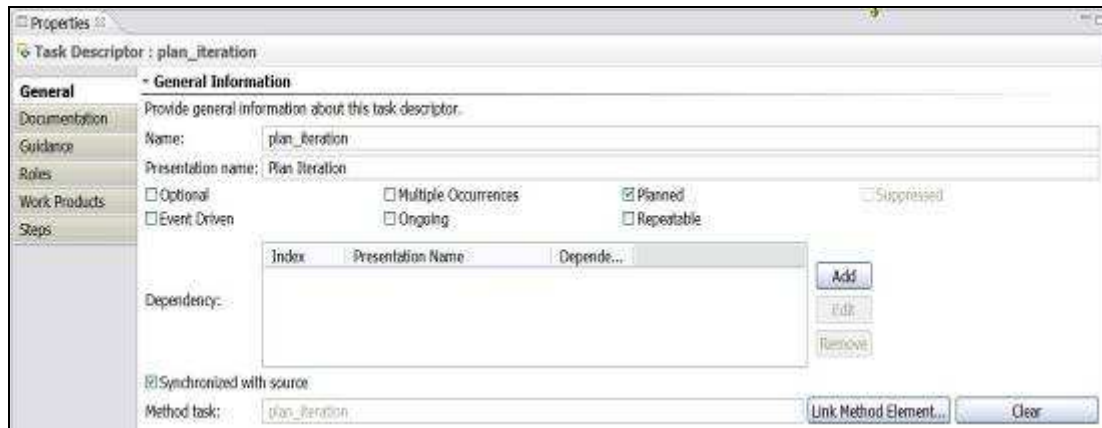 Properties
Task Descriptor : plan_iteration
General
Documentation
Guidance
Roles
Work Products
Steps
General Information
Provide general information about this task descriptor.
Name: plan_iteration
Presentation name: Plan Iteration
Optional Multiple Occurrences Planned Suppressed
Event Driven Ongoing Repeatable
Index Presentation Name Depende...
Dependency:
Add
Edit
Remove
Synchronized with source
Method task: plan_iteration Link Method Element... Clear